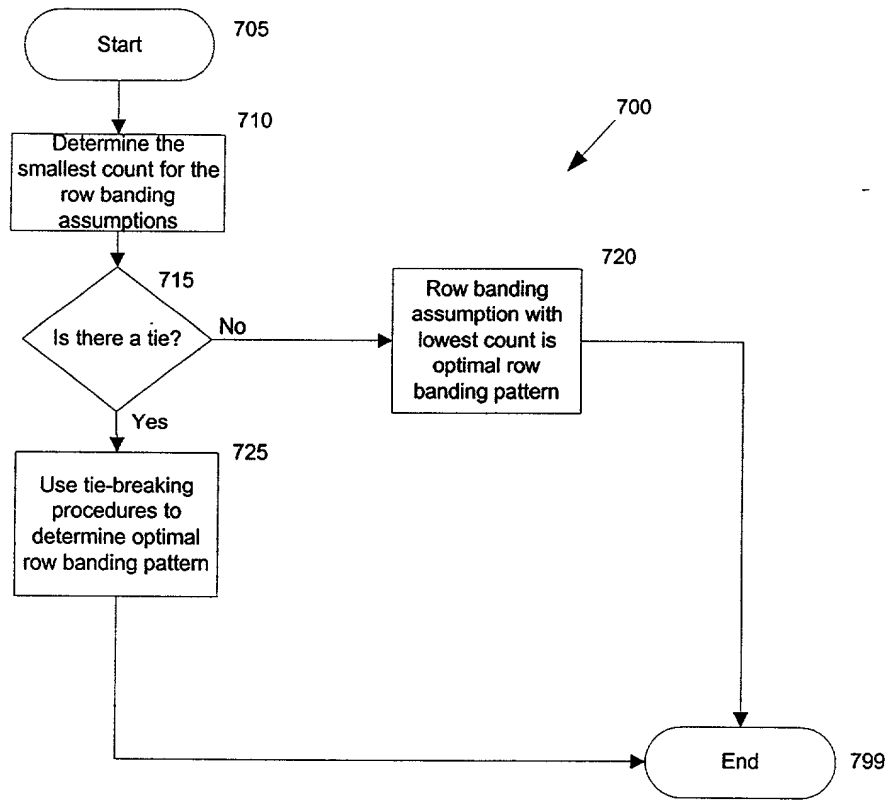 Start
705
700
710
Determine the
smallest count for the
row banding
assumptions
715
Is there a tie?
No
720
Row banding
assumption with
lowest count is
optimal row
banding pattern
Yes
725
Use tie-breaking
procedures to
determine optimal
row banding pattern
End
799